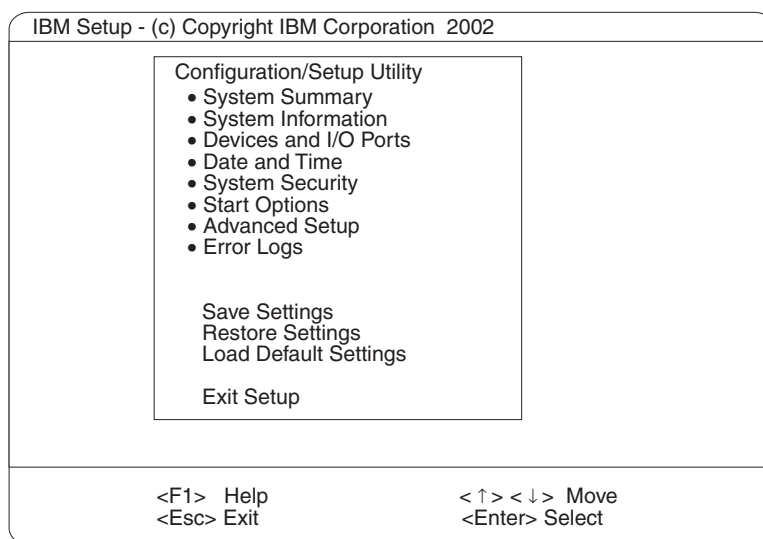 IBM Setup - (c) Copyright IBM Corporation 2002
Configuration/Setup Utility
• System Summary
• System Information
• Devices and I/O Ports
• Date and Time
• System Security
• Start Options
• Advanced Setup
• Error Logs
Save Settings
Restore Settings
Load Default Settings
Exit Setup
<F1> Help <↑> <↓> Move
<Esc> Exit <Enter> Select